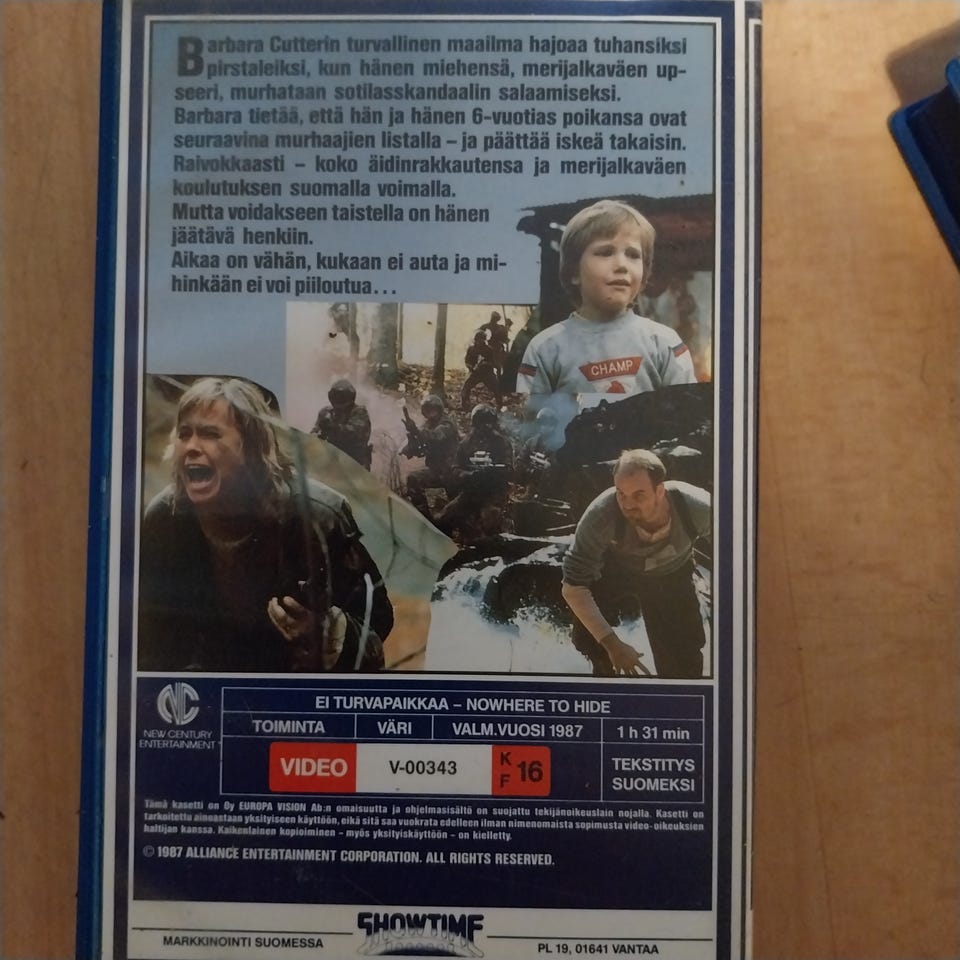 Barbara Cutterin turvallinen maailma hajoaa tuhansiksi
pirstaleiksi, kun hänen miehensä, merijalkaväen up-
seeri, murhataan sotilasskandaalin salaamiseksi.
Barbara tietää, että hän ja hänen 6-vuotias poikansa ovat
seuraavina murhaajien listalla – ja päättää iskeä takaisin.
Raivokkaasti – koko äidinrakkautensa ja merijalkaväen
koulutuksen suomalla voimalla.
Mutta voidakseen taistella on hänen
jäätävä henkiin.
Aikaa on vähän, kukaan ei auta ja mi-
hinkään ei voi piiloutua...
CHAMP
NC
NEW CENTURY
ENTERTAINMENT
EI TURVAPAIKKAA – NOWHERE TO HIDE
TOIMINTA VÄRI VALM.VUOSI 1987 1 h 31 min
VIDEO V-00343 K F 16
TEKSTITYS
SUOMEKSI
Tämä kasetti on Oy EUROPA VISION Ab:n omaisuutta ja ohjelmasisältö on suojattu tekijänoikeuslain nojalla. Kasetti on
tarkoitettu ainoastaan yksityiseen käyttöön, eikä sitä saa vuokrata edelleen ilman nimenomaista sopimusta video-oikeuksien
haltijan kanssa. Kaikenlainen kopioiminen – myös yksityiskäyttöön – on kielletty.
© 1987 ALLIANCE ENTERTAINMENT CORPORATION. ALL RIGHTS RESERVED.
MARKKINOINTI SUOMESSA
SHOWTIME
PL 19, 01641 VANTAA